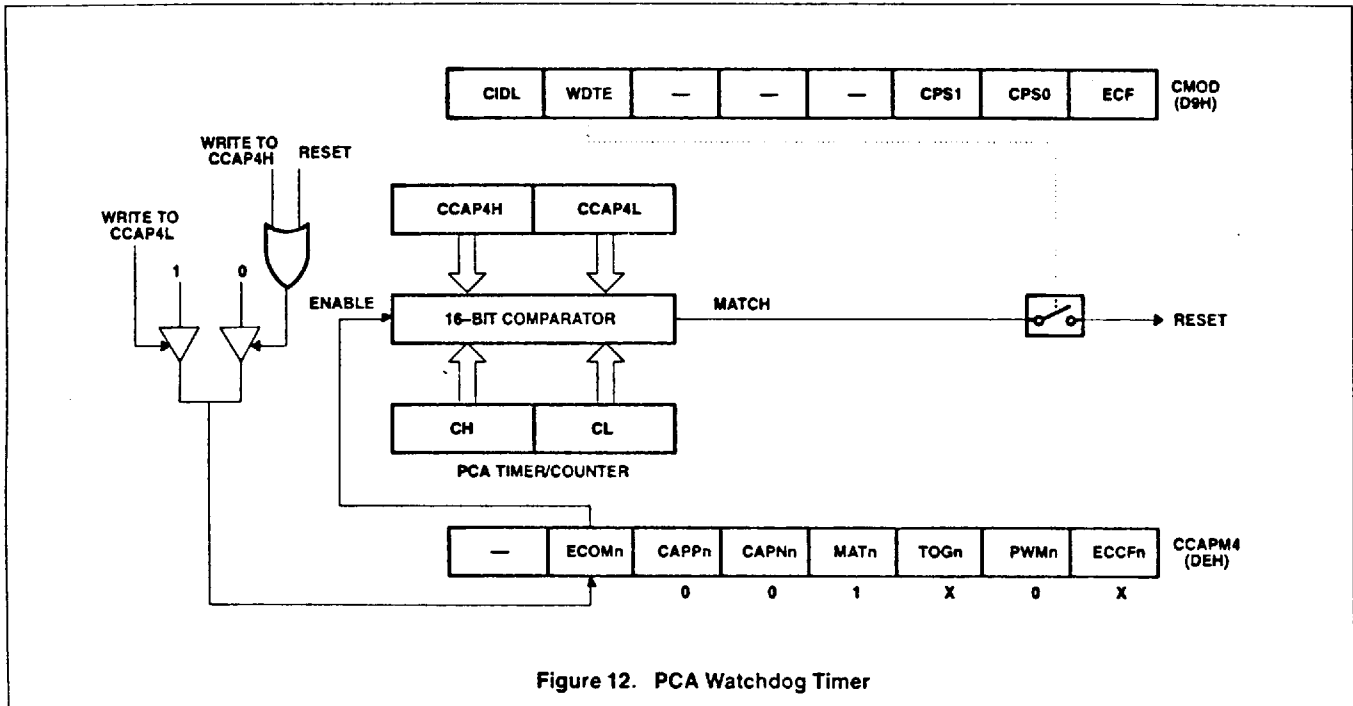 CIDL WDTE — — — CPS1 CPS0 ECF
CMOD
(D9H)
WRITE TO
CCAP4H
RESET
WRITE TO
CCAP4L
1 0
CCAP4H CCAP4L
ENABLE
16–BIT COMPARATOR
MATCH
RESET
CH CL
PCA TIMER/COUNTER
— ECOMn CAPPn CAPNn MATn TOGn PWMn ECCFn
CCAPM4
(DEH)
0 0 1 X 0 X
Figure 12. PCA Watchdog Timer